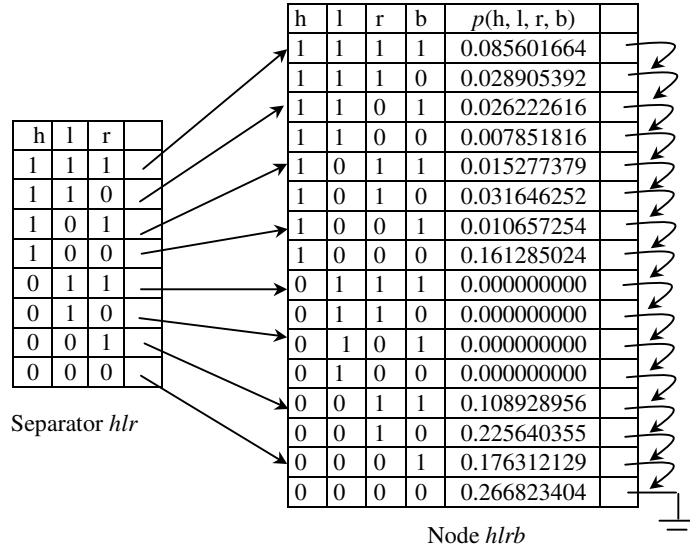 h l r b p(h, l, r, b)
1 1 1 1 0.085601664
1 1 1 0 0.028905392
1 1 0 1 0.026222616
1 1 0 0 0.007851816
1 0 1 1 0.015277379
1 0 1 0 0.031646252
1 0 0 1 0.010657254
1 0 0 0 0.161285024
0 1 1 1 0.000000000
0 1 1 0 0.000000000
0 1 0 1 0.000000000
0 1 0 0 0.000000000
0 0 1 1 0.108928956
0 0 1 0 0.225640355
0 0 0 1 0.176312129
0 0 0 0 0.266823404
Node hlrb
h l r
1 1 1
1 1 0
1 0 1
1 0 0
0 1 1
0 1 0
0 0 1
0 0 0
Separator hlr